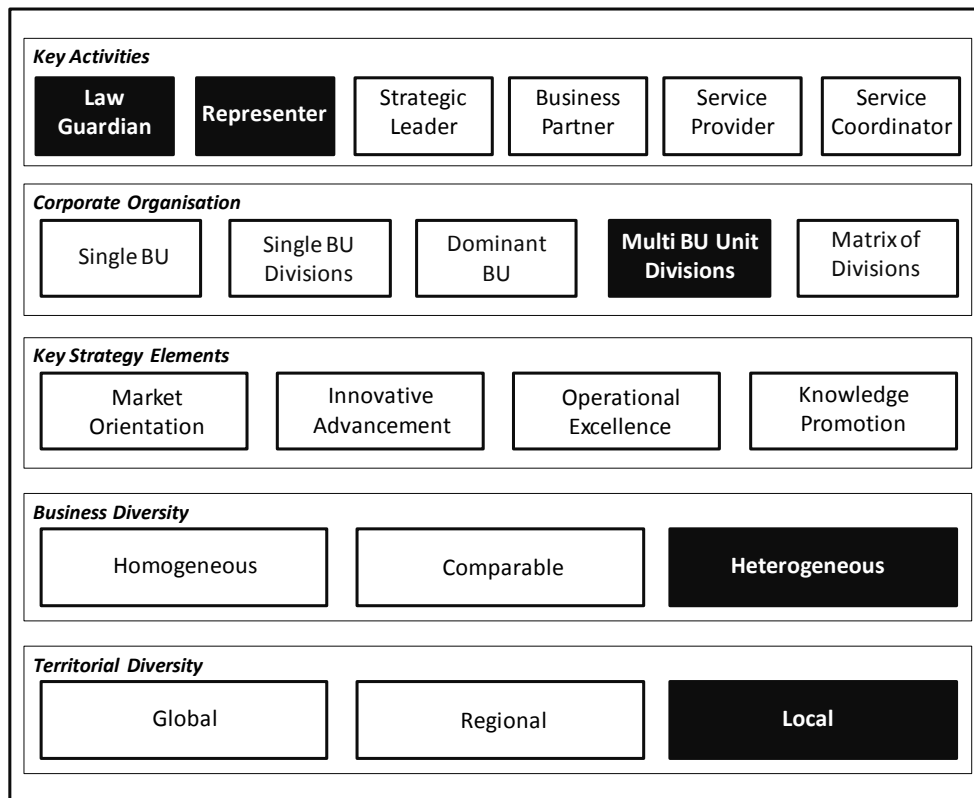 Key Activities
Law
Guardian
Representer
Strategic
Leader
Business
Partner
Service
Provider
Service
Coordinator
Corporate Organisation
Single BU
Single BU
Divisions
Dominant
BU
Multi BU Unit
Divisions
Matrix of
Divisions
Key Strategy Elements
Market
Orientation
Innovative
Advancement
Operational
Excellence
Knowledge
Promotion
Business Diversity
Homogeneous
Comparable
Heterogeneous
Territorial Diversity
Global
Regional
Local